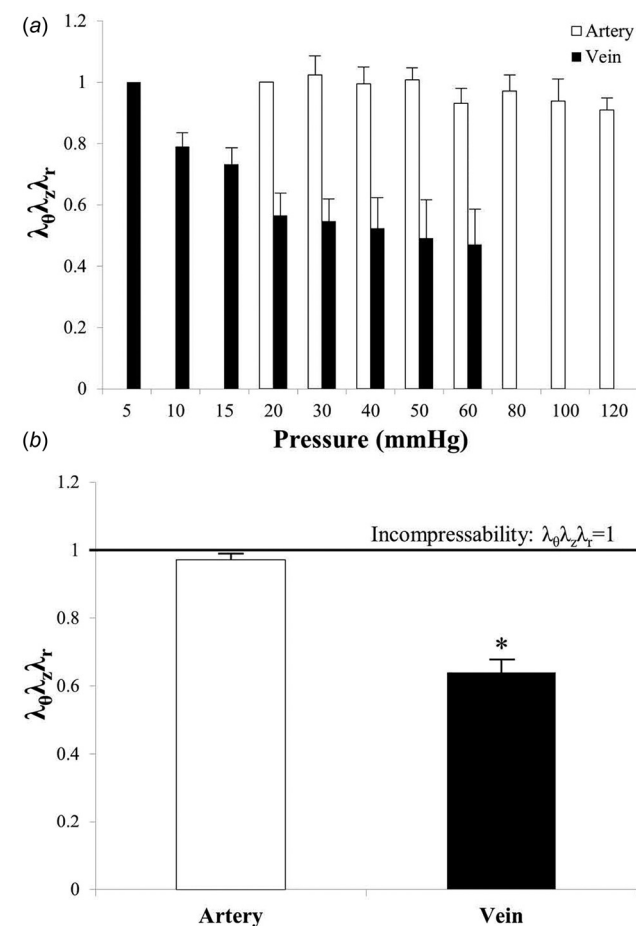 (a)
1.2
1
0.8
0.6
0.4
0.2
0
λθλzλr
Artery
Vein
5 10 15 20 30 40 50 60 80 100 120
Pressure (mmHg)
(b)
1.2
1
0.8
0.6
0.4
0.2
0
λθλzλr
Incompressability: λθλzλr=1
*
Artery Vein